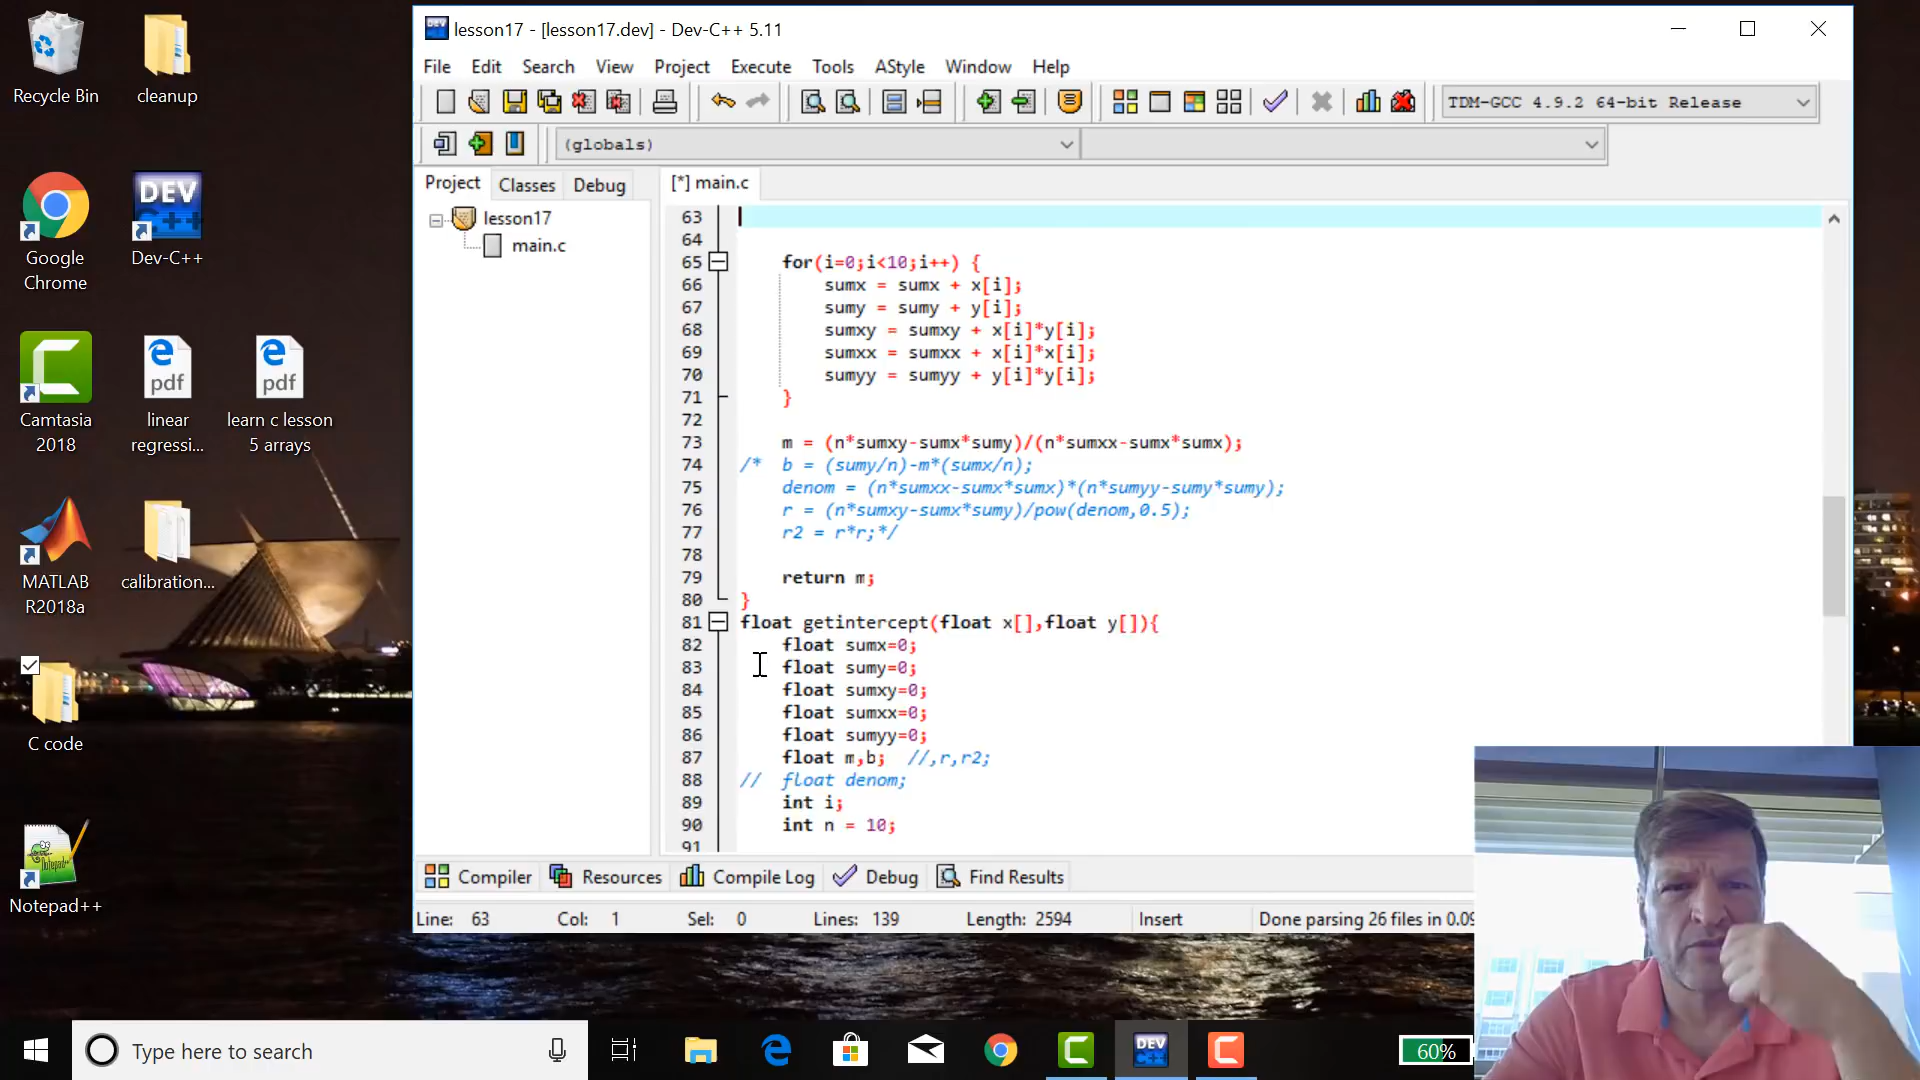 Recycle Bin
cleanup
Google Chrome
DEV C++
Dev-C++
Camtasia 2018
pdf
linear regressi...
pdf
learn c lesson 5 arrays
MATLAB R2018a
calibration...
C code
Notepad++
lesson17 - [lesson17.dev] - Dev-C++ 5.11
File Edit Search View Project Execute Tools AStyle Window Help
TDM-GCC 4.9.2 64-bit Release
(globals)
Project Classes Debug
[*] main.c
lesson17
main.c
63
64
65 for(i=0;i<10;i++) {
66 sumx = sumx + x[i];
67 sumy = sumy + y[i];
68 sumxy = sumxy + x[i]*y[i];
69 sumxx = sumxx + x[i]*x[i];
70 sumyy = sumyy + y[i]*y[i];
71 }
72
73 m = (n*sumxy-sumx*sumy)/(n*sumxx-sumx*sumx);
74 /* b = (sumy/n)-m*(sumx/n);
75 denom = (n*sumxx-sumx*sumx)*(n*sumyy-sumy*sumy);
76 r = (n*sumxy-sumx*sumy)/pow(denom,0.5);
77 r2 = r*r;*/
78
79 return m;
80 }
81 float getintercept(float x[],float y[]){
82 float sumx=0;
83 float sumy=0;
84 float sumxy=0;
85 float sumxx=0;
86 float sumyy=0;
87 float m,b; //,r,r2;
88 // float denom;
89 int i;
90 int n = 10;
91
Compiler Resources Compile Log Debug Find Results
Line: 63 Col: 1 Sel: 0 Lines: 139 Length: 2594 Insert Done parsing 26 files in 0.09
Type here to search
DEV C++
60%